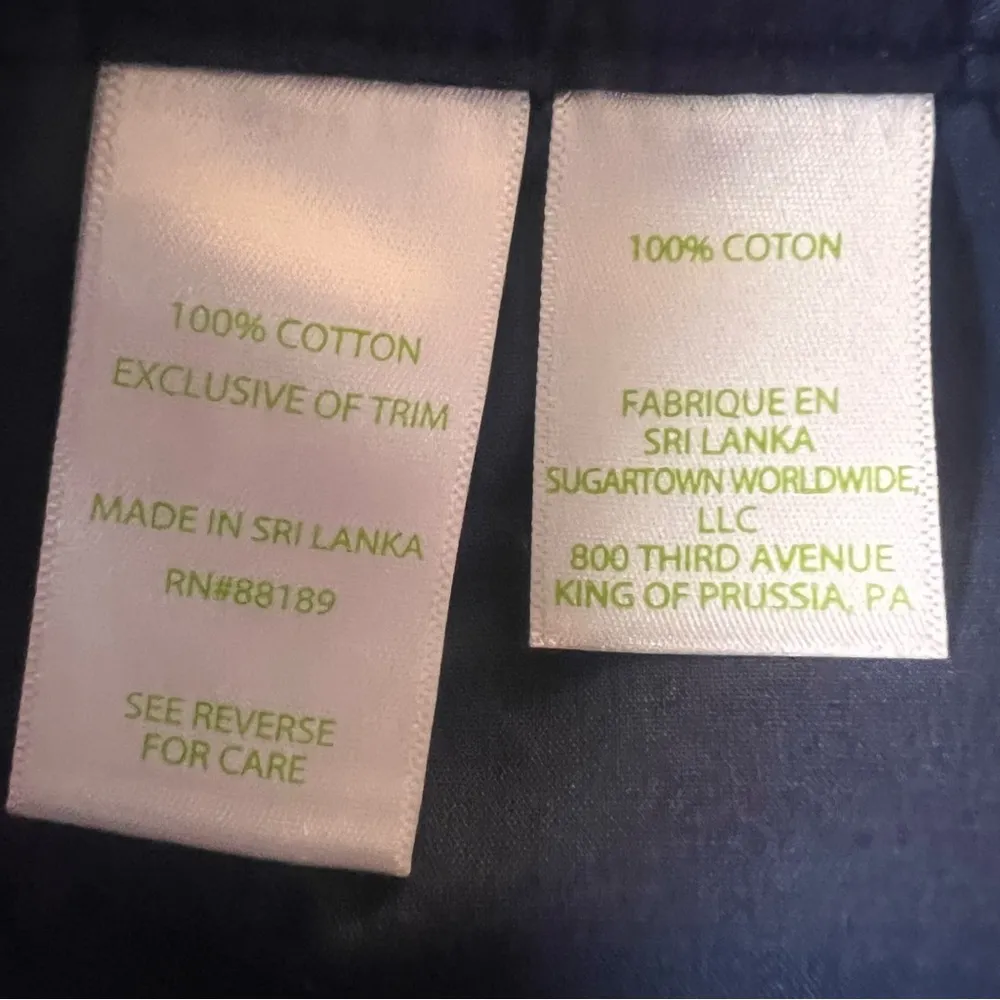 100% COTTON
EXCLUSIVE OF TRIM
MADE IN SRI LANKA
RN#88189
SEE REVERSE
FOR CARE
100% COTON
FABRIQUE EN
SRI LANKA
SUGARTOWN WORLDWIDE,
LLC
800 THIRD AVENUE
KING OF PRUSSIA, PA